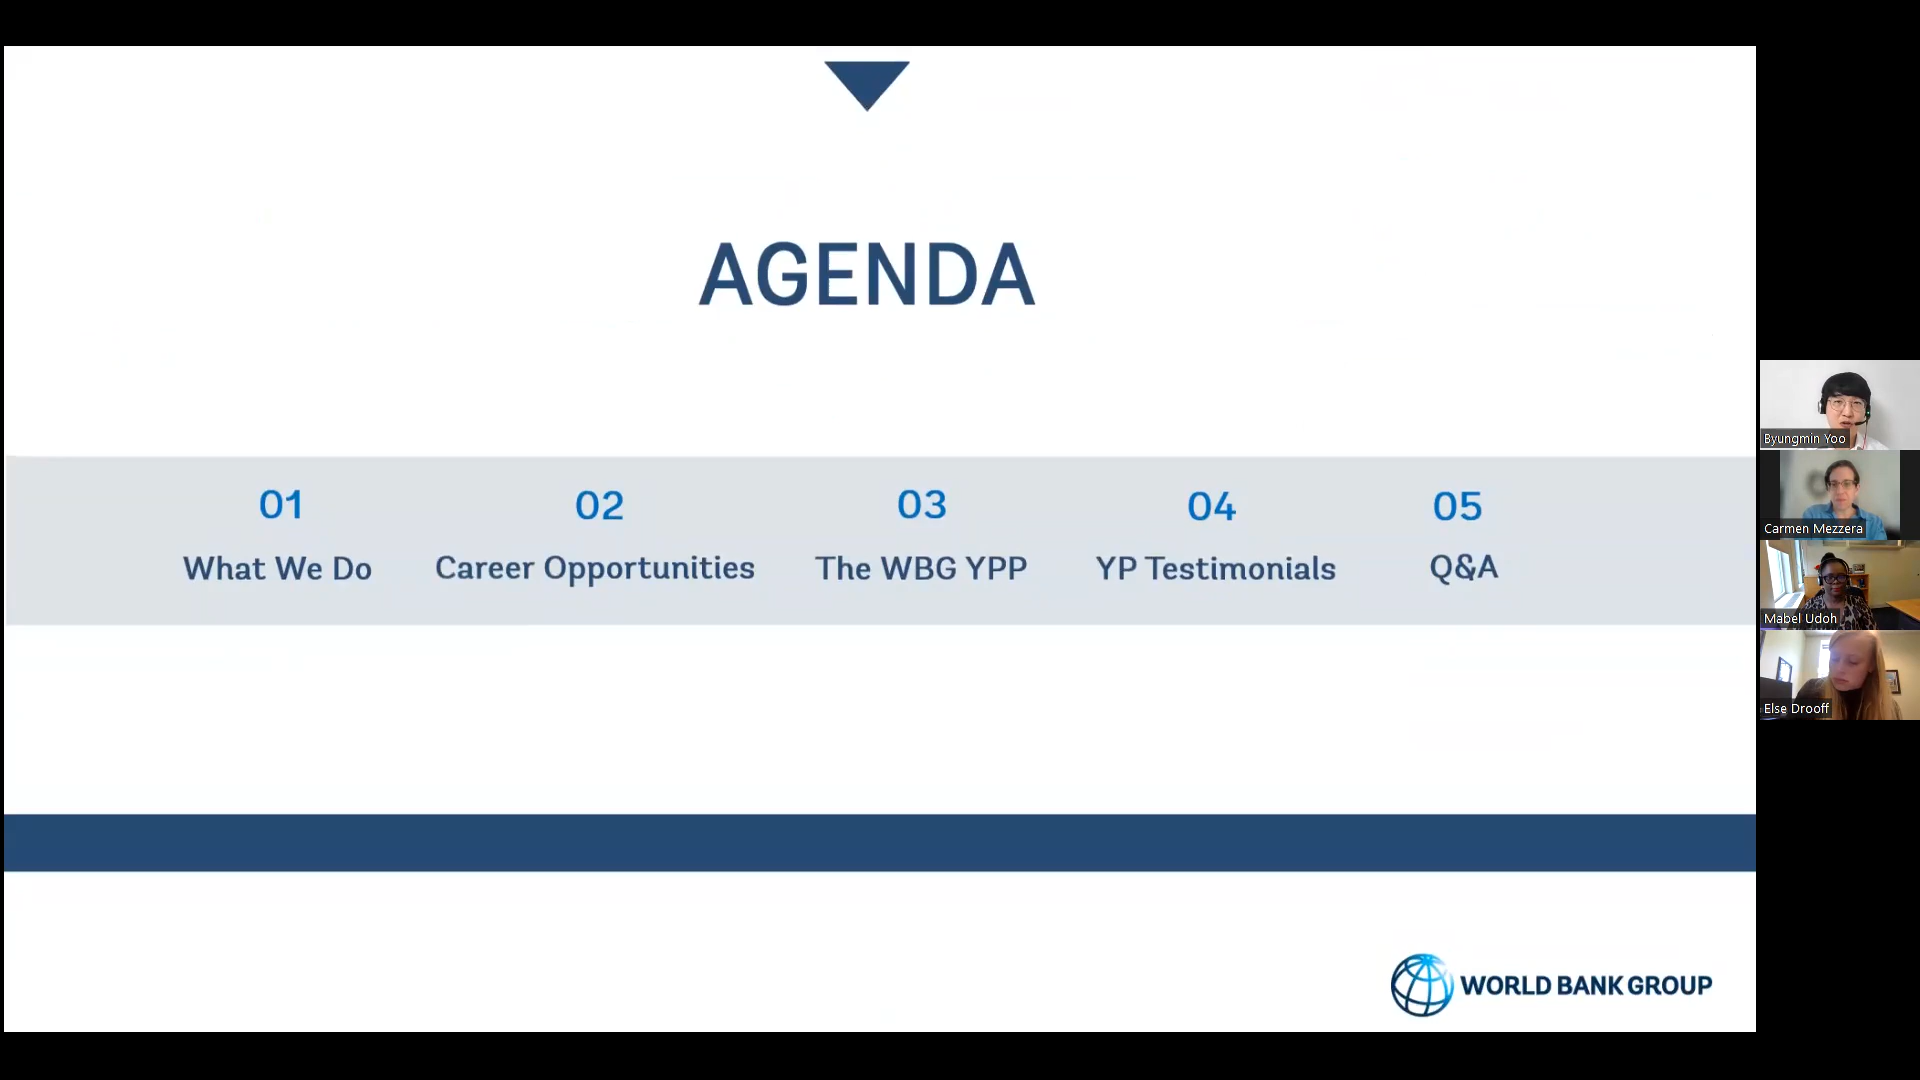 AGENDA
01
What We Do
02
Career Opportunities
03
The WBG YPP
04
YP Testimonials
05
Q&A
WORLD BANK GROUP
Byungmin Yoo
Carmen Mezzera
Mabel Udoh
Else Drooff